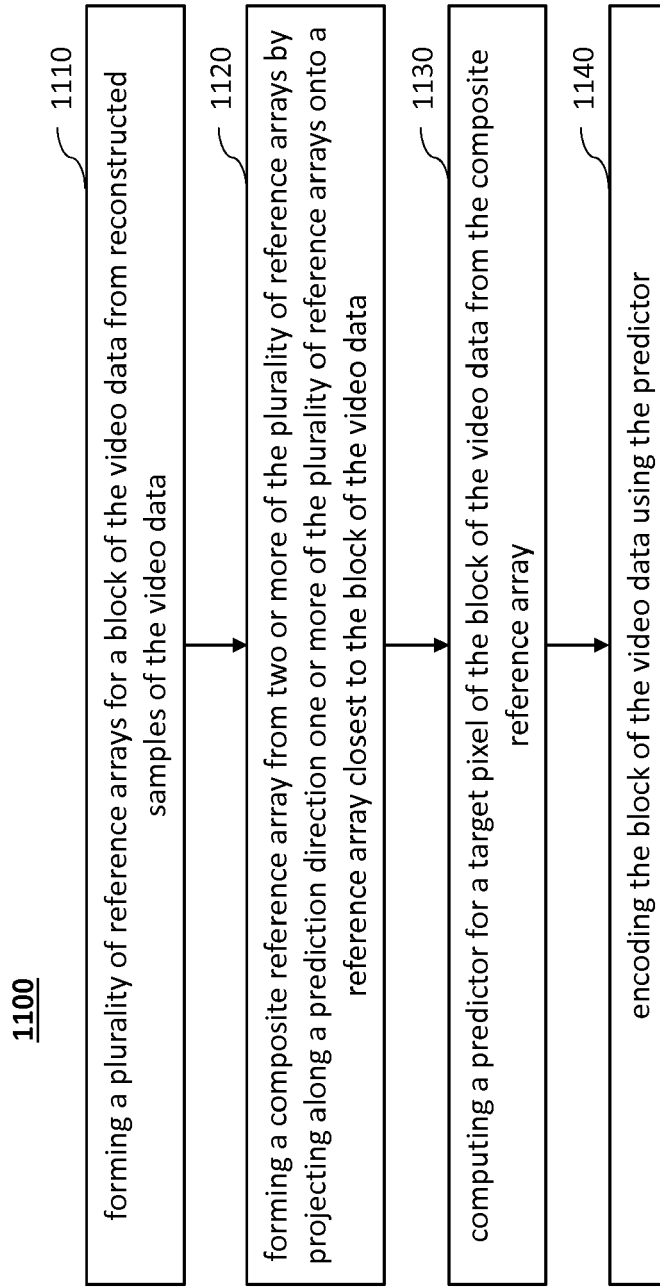 1100
1110
forming a plurality of reference arrays for a block of the video data from reconstructed
samples of the video data
1120
forming a composite reference array from two or more of the plurality of reference arrays by
projecting along a prediction direction one or more of the plurality of reference arrays onto a
reference array closest to the block of the video data
1130
computing a predictor for a target pixel of the block of the video data from the composite
reference array
1140
encoding the block of the video data using the predictor